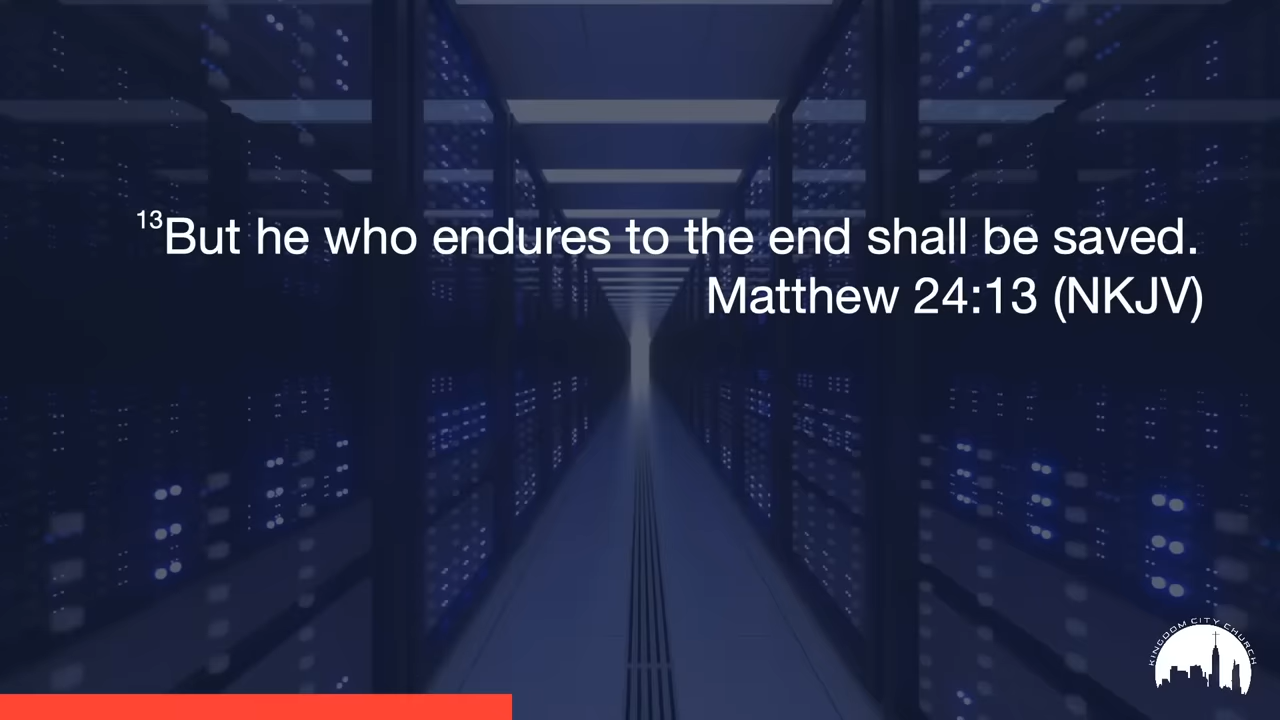 13But he who endures to the end shall be saved.
Matthew 24:13 (NKJV)
KINGDOM CITY CHURCH